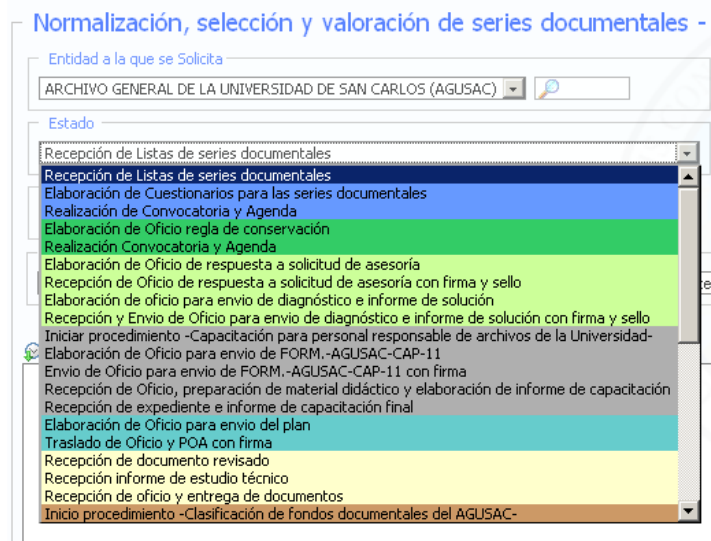 Normalización, selección y valoración de series documentales -
Entidad a la que se Solicita
ARCHIVO GENERAL DE LA UNIVERSIDAD DE SAN CARLOS (AGUSAC)
Estado
Recepción de Listas de series documentales
Recepción de Listas de series documentales
Elaboración de Cuestionarios para las series documentales
Realización de Convocatoria y Agenda
Elaboración de Oficio regla de conservación
Realización Convocatoria y Agenda
Elaboración de Oficio de respuesta a solicitud de asesoría
Recepción de Oficio de respuesta a solicitud de asesoría con firma y sello
Elaboración de oficio para envio de diagnóstico e informe de solución
Recepción y Envio de Oficio para envio de diagnóstico e informe de solución con firma y sello
Iniciar procedimiento -Capacitación para personal responsable de archivos de la Universidad-
Elaboración de Oficio para envio de FORM.-AGUSAC-CAP-11
Envio de Oficio para envio de FORM.-AGUSAC-CAP-11 con firma
Recepción de Oficio, preparación de material didáctico y elaboración de informe de capacitación
Recepción de expediente e informe de capacitación final
Elaboración de Oficio para envio del plan
Traslado de Oficio y POA con firma
Recepción de documento revisado
Recepción informe de estudio técnico
Recepción de oficio y entrega de documentos
Inicio procedimiento -Clasificación de fondos documentales del AGUSAC-